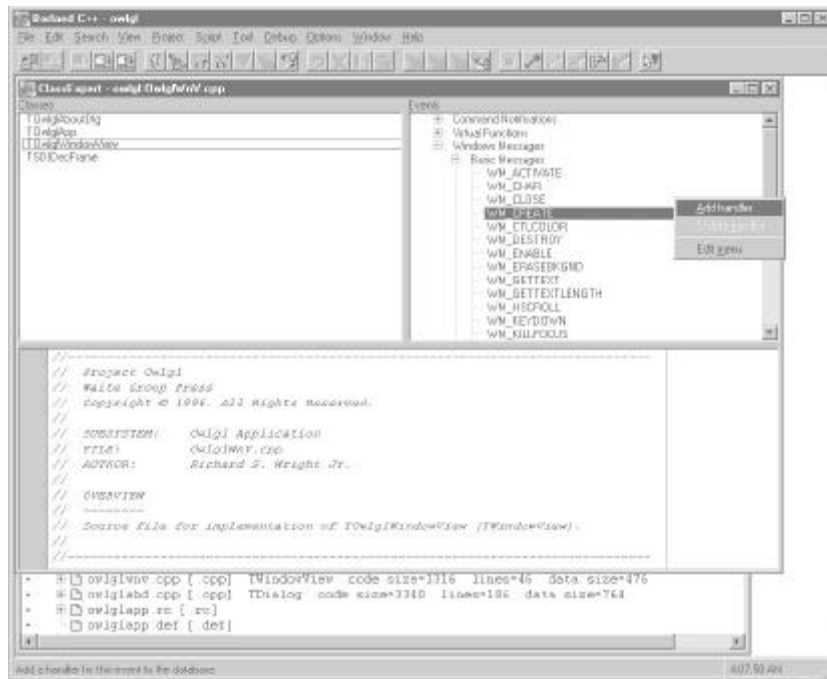 Borland C++ - owlgl
File Edit Search View Project Script Tool Debug Options Window Help
ClassExpert - owlgl OwlglWnV.cpp
Classes
TOwlglAboutDlg
TOwlglApp
TOwlglWindowView
TSDIDecFrame
Events
Command Notifications
Virtual Functions
Windows Messages
Basic Messages
WM_ACTIVATE
WM_CHAR
WM_CLOSE
WM_CREATE
WM_CTLCOLOR
WM_DESTROY
WM_ENABLE
WM_ERASEBKGND
WM_GETTEXT
WM_GETTEXTLENGTH
WM_HSCROLL
WM_KEYDOWN
WM_KILLFOCUS
Add handler
Edit menu
//----------------------------------------------------------------------------
// Project Owlgl
// Waite Group Press
// Copyright © 1996. All Rights Reserved.
//
// SUBSYSTEM: Owlgl Application
// FILE: OwlglWnV.cpp
// AUTHOR: Richard S. Wright Jr.
//
// OVERVIEW
// --------
// Source file for implementation of TOwlglWindowView (TWindowView).
//
//----------------------------------------------------------------------------
owlglwnv.cpp [.cpp] TWindowView code size=1316 lines=46 data size=476
owlglabd.cpp [.cpp] TDialog code size=3340 lines=186 data size=764
owlglapp.rc [.rc]
owlglapp.def [.def]
Add a handler for the event to the database